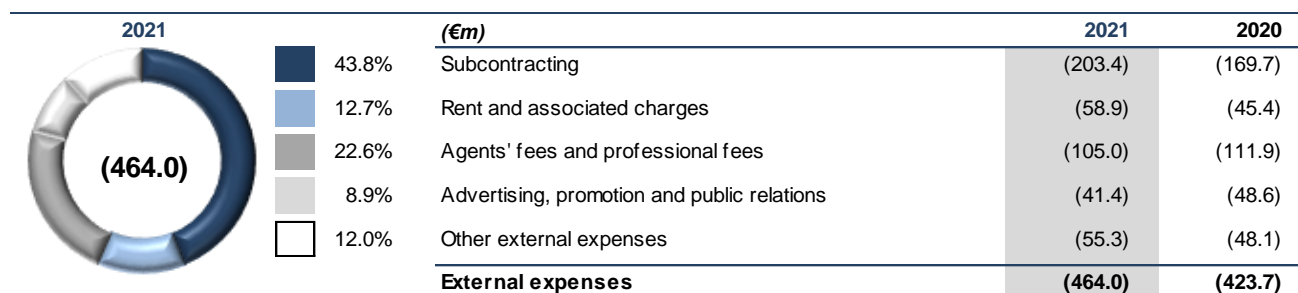 2021 (€m) 2021 2020
43.8% Subcontracting (203.4) (169.7)
12.7% Rent and associated charges (58.9) (45.4)
22.6% Agents' fees and professional fees (105.0) (111.9)
(464.0)
8.9% Advertising, promotion and public relations (41.4) (48.6)
12.0% Other external expenses (55.3) (48.1)
External expenses (464.0) (423.7)